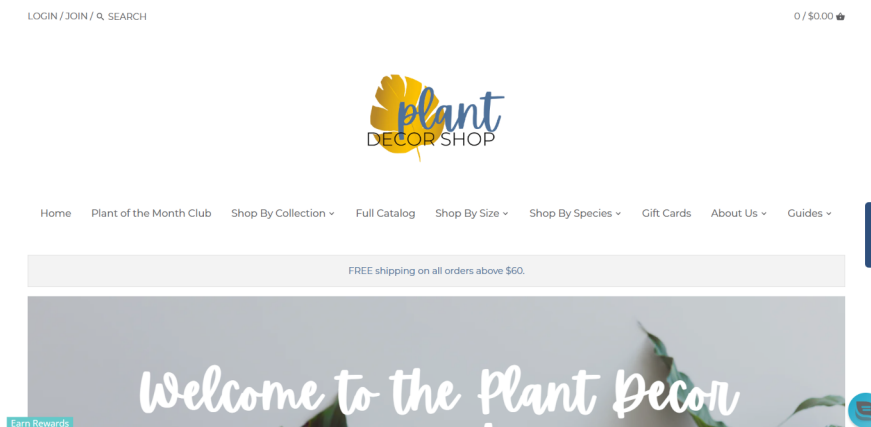 LOGIN / JOIN / SEARCH
0 / $0.00
plant
DECOR SHOP
Home Plant of the Month Club Shop By Collection Full Catalog Shop By Size Shop By Species Gift Cards About Us Guides
FREE shipping on all orders above $60.
Welcome to the Plant Decor
Earn Rewards